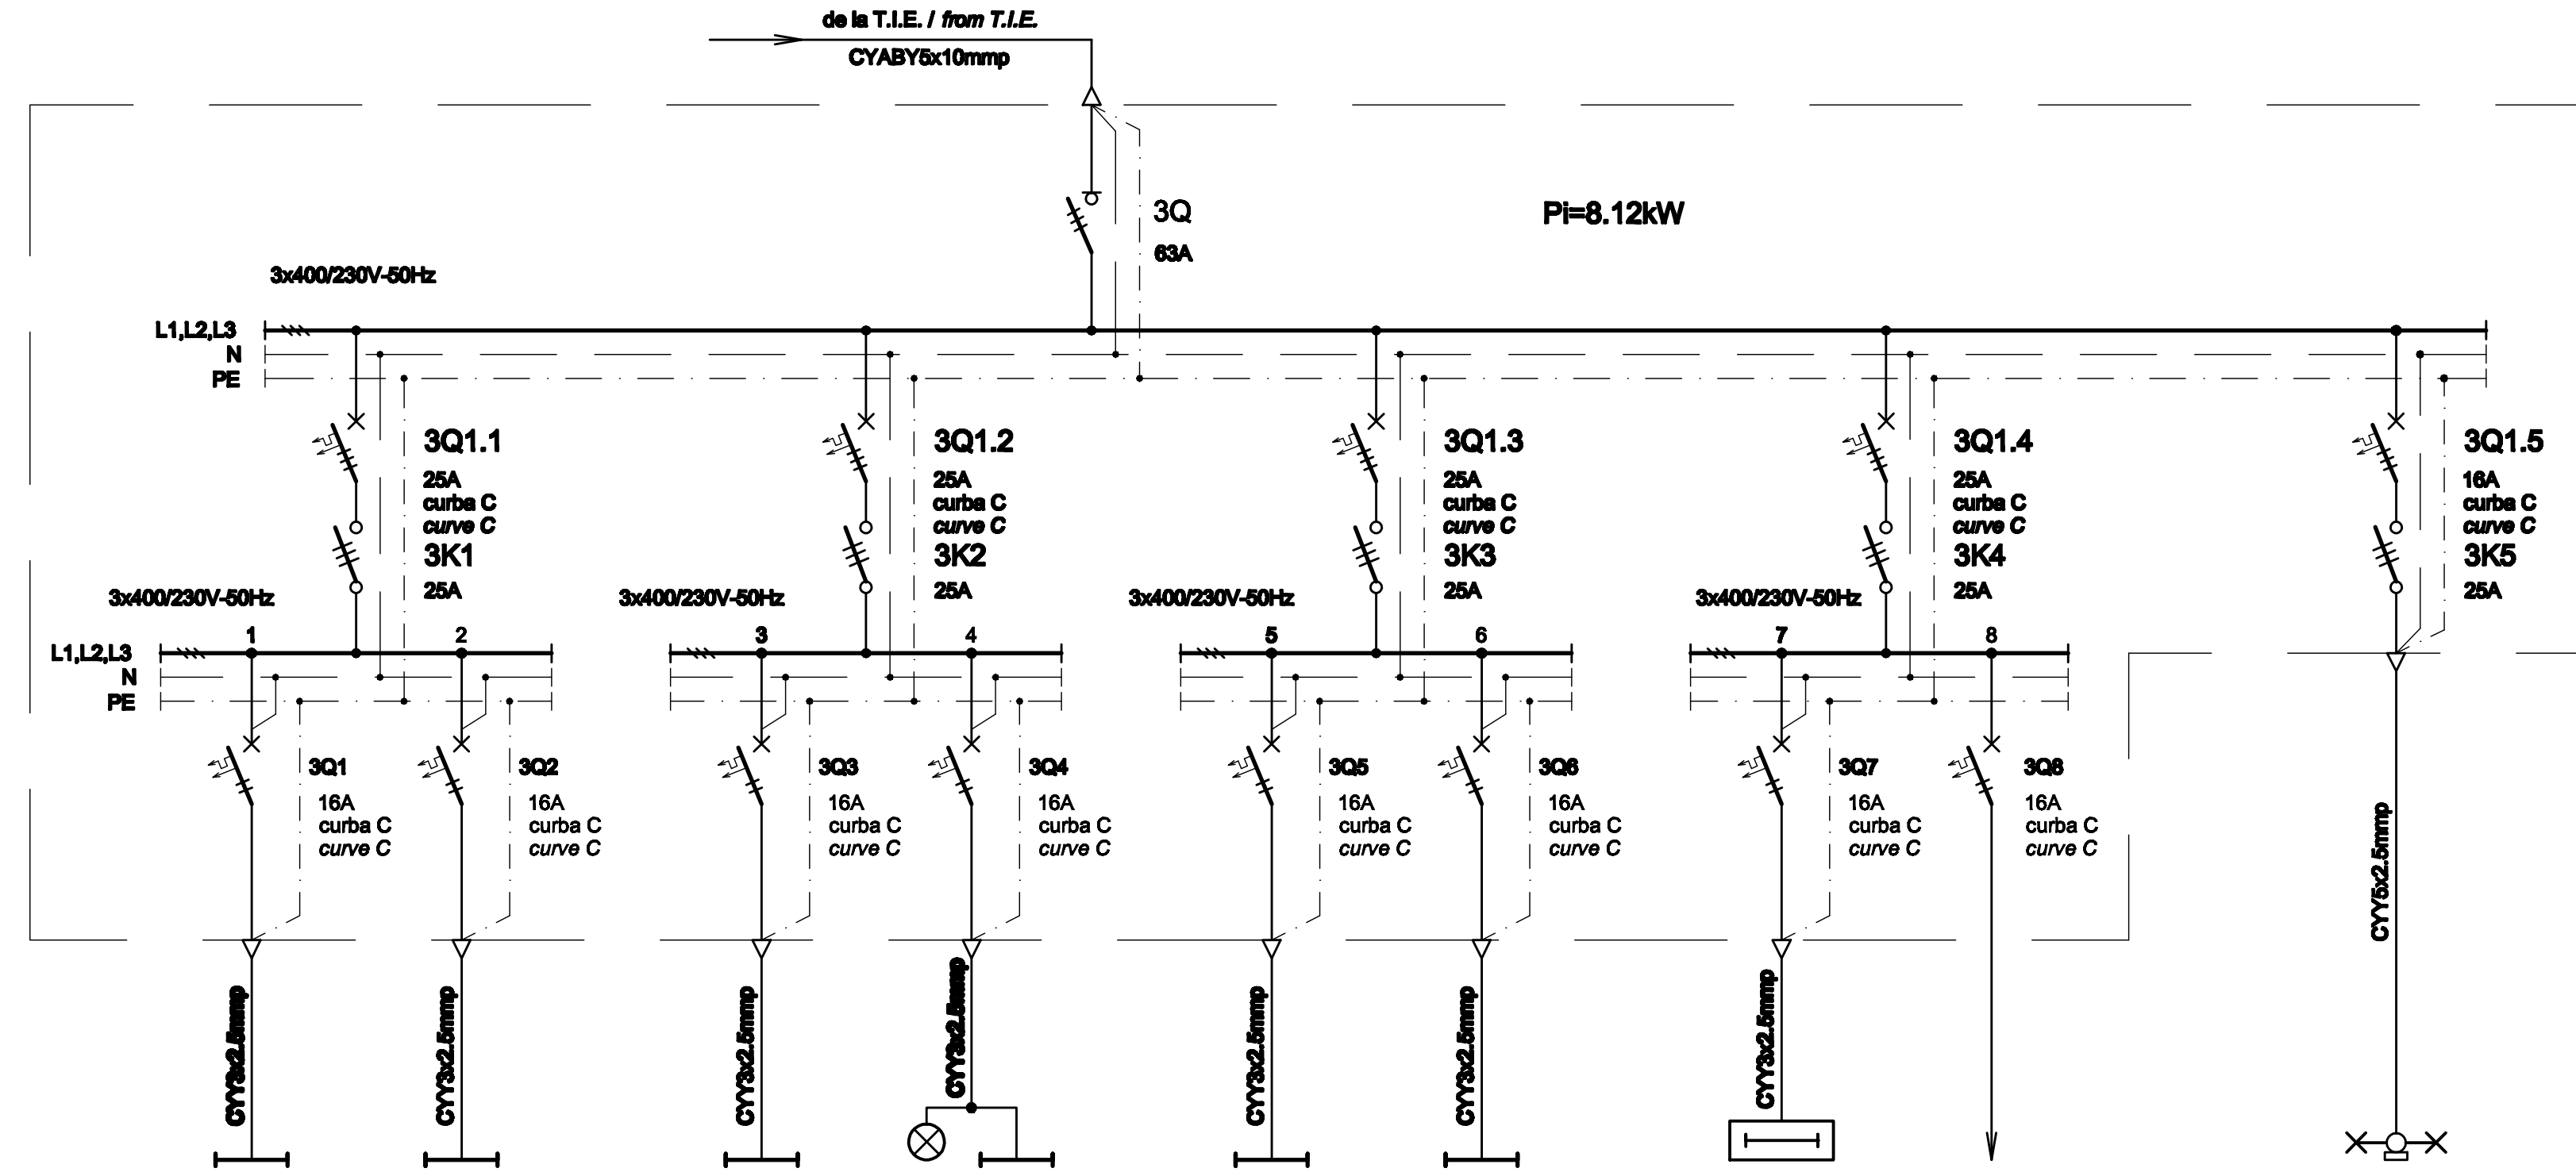 de la T.I.E. / from T.I.E.
CYABY5x10mmp
3Q
63A
Pi=8.12kW
3x400/230V-50Hz
L1,L2,L3
N
PE
3Q1.1
25A
curba C
curve C
3K1
25A
3Q1.2
25A
curba C
curve C
3K2
25A
3Q1.3
25A
curba C
curve C
3K3
25A
3Q1.4
25A
curba C
curve C
3K4
25A
3Q1.5
16A
curba C
curve C
3K5
25A
3x400/230V-50Hz
3x400/230V-50Hz
3x400/230V-50Hz
3x400/230V-50Hz
1
2
3
4
5
6
7
8
L1,L2,L3
N
PE
3Q1
16A
curba C
curve C
3Q2
16A
curba C
curve C
3Q3
16A
curba C
curve C
3Q4
16A
curba C
curve C
3Q5
16A
curba C
curve C
3Q6
16A
curba C
curve C
3Q7
16A
curba C
curve C
3Q8
16A
curba C
curve C
CYY3x2.5mmp
CYY3x2.5mmp
CYY3x2.5mmp
CYY3x2.5mmp
CYY3x2.5mmp
CYY3x2.5mmp
CYY3x2.5mmp
CYY5x2.5mmp